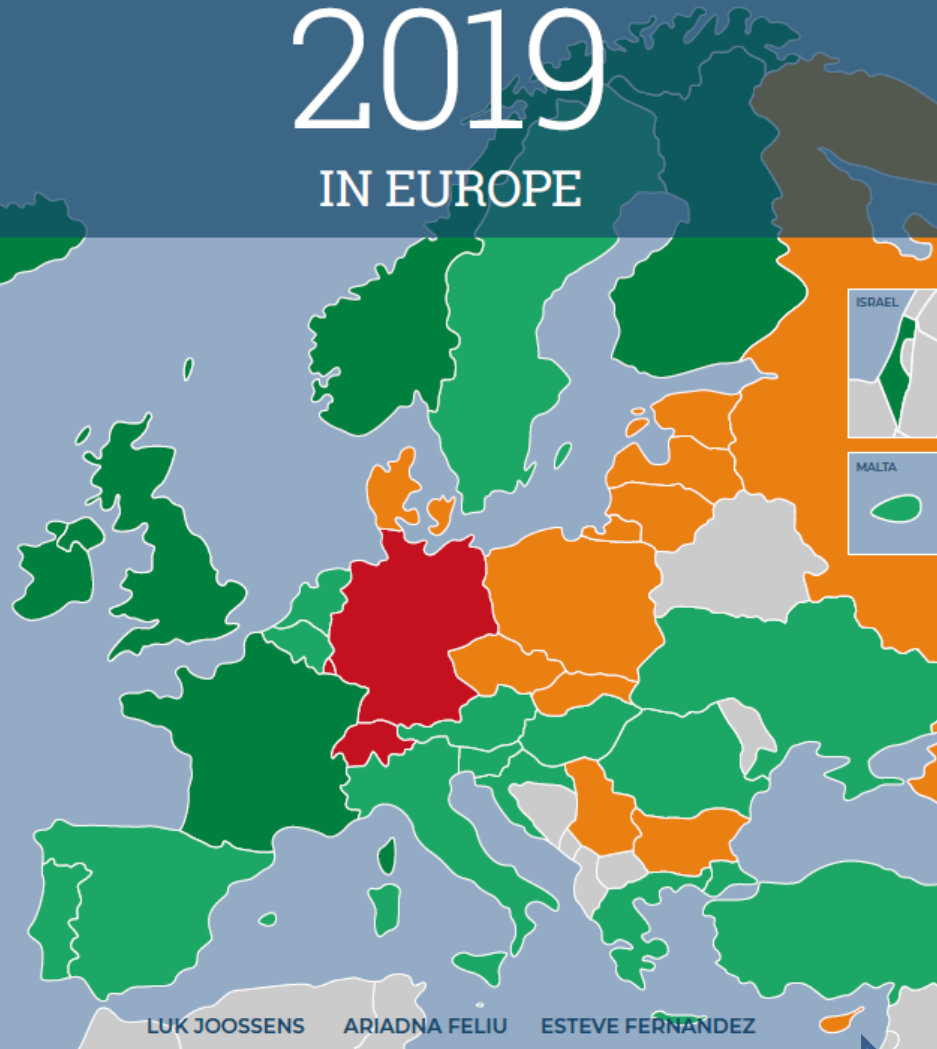 2019
IN EUROPE
ISRAEL
MALTA
LUK JOOSSENS ARIADNA FELIU ESTEVE FERNANDEZ